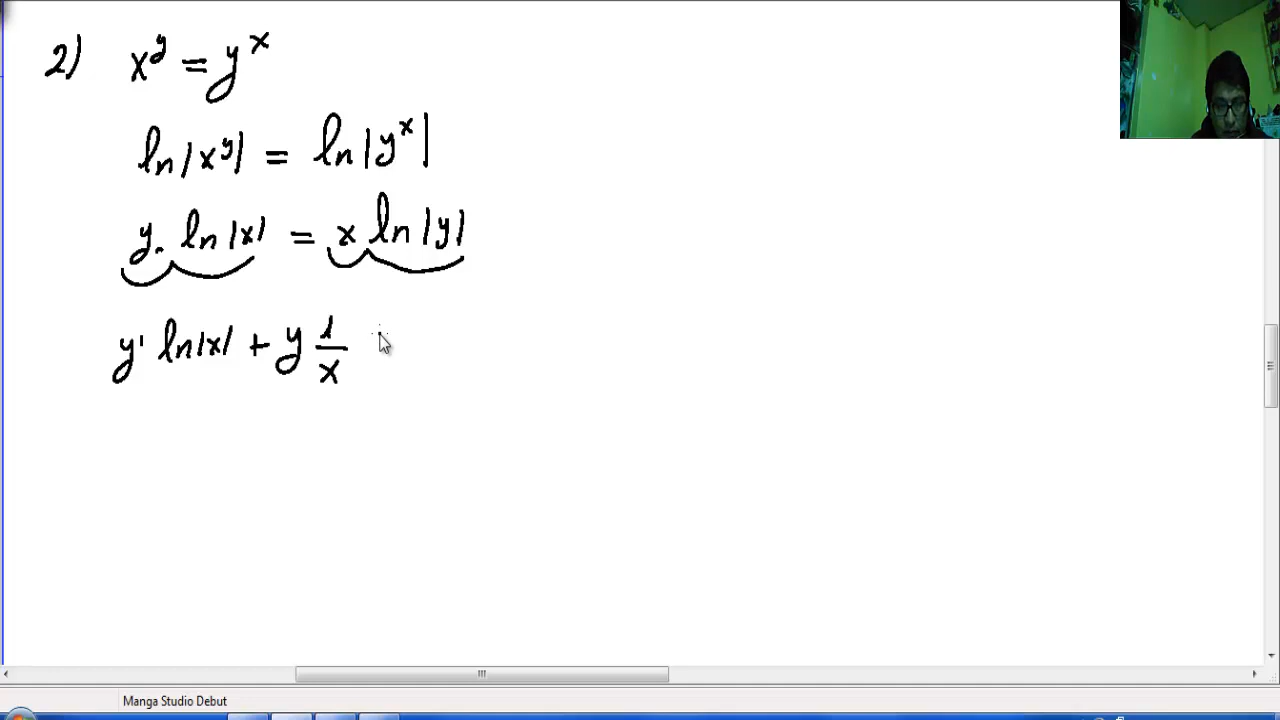 2) x^y = y^x
ln|x^y| = ln|y^x|
y. ln|x| = x ln|y|
y' ln|x| + y 1/x
Manga Studio Debut